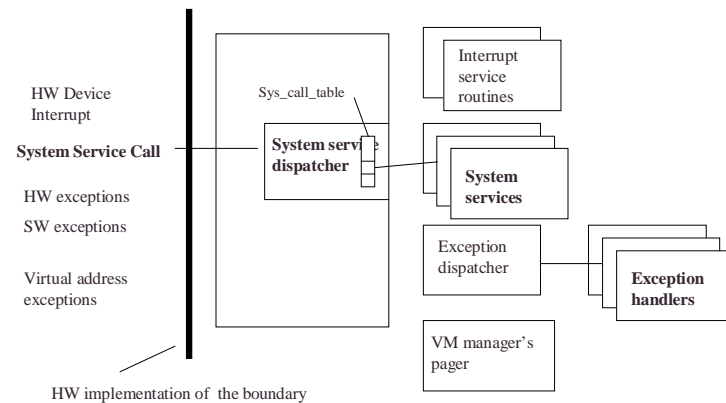 HW Device
Interrupt
System Service Call
HW exceptions
SW exceptions
Virtual address
exceptions
HW implementation of the boundary
Sys_call_table
System service
dispatcher
Interrupt
service
routines
System
services
Exception
dispatcher
Exception
handlers
VM manager's
pager